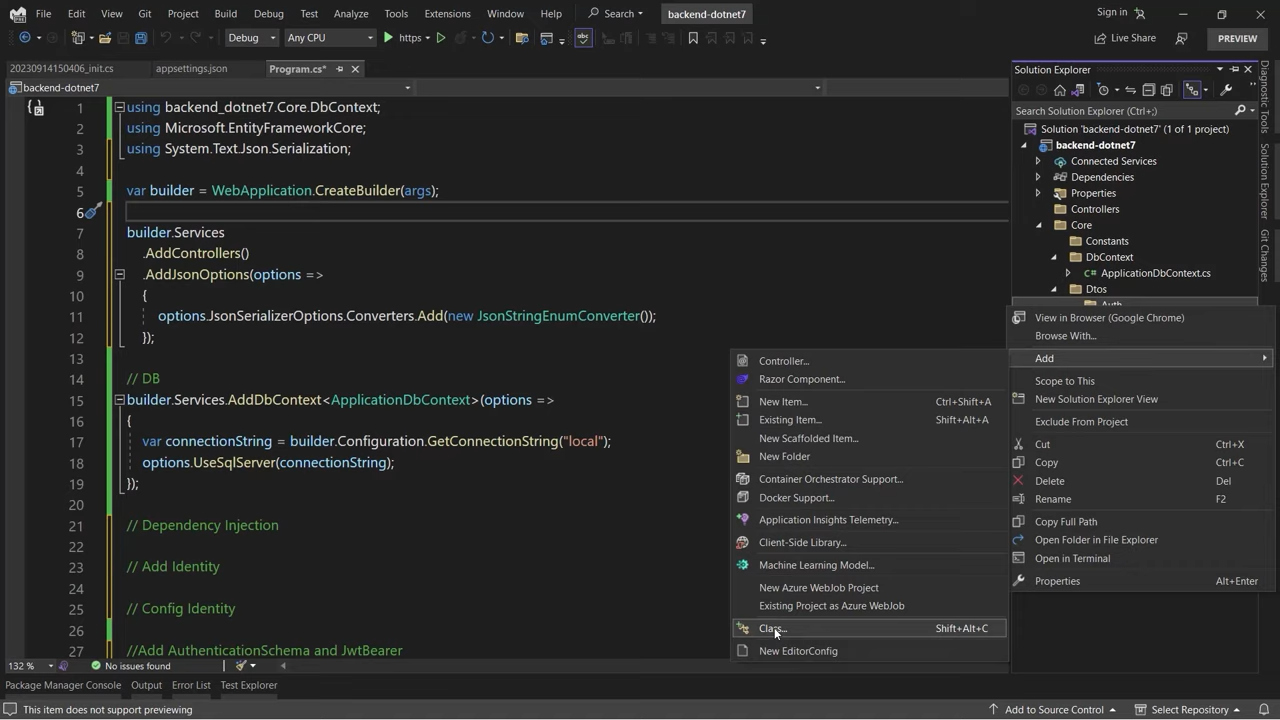 File Edit View Git Project Build Debug Test Analyze Tools Extensions Window Help Search backend-dotnet7 Sign in
Debug Any CPU https Live Share PREVIEW
20230914150406_init.cs appsettings.json Program.cs*
backend-dotnet7
1 using backend_dotnet7.Core.DbContext;
2 using Microsoft.EntityFrameworkCore;
3 using System.Text.Json.Serialization;
4
5 var builder = WebApplication.CreateBuilder(args);
6
7 builder.Services
8 .AddControllers()
9 .AddJsonOptions(options =>
10 {
11 options.JsonSerializerOptions.Converters.Add(new JsonStringEnumConverter());
12 });
13
14 // DB
15 builder.Services.AddDbContext<ApplicationDbContext>(options =>
16 {
17 var connectionString = builder.Configuration.GetConnectionString("local");
18 options.UseSqlServer(connectionString);
19 });
20
21 // Dependency Injection
22
23 // Add Identity
24
25 // Config Identity
26
27 //Add AuthenticationSchema and JwtBearer
Controller...
Razor Component...
New Item... Ctrl+Shift+A
Existing Item... Shift+Alt+A
New Scaffolded Item...
New Folder
Container Orchestrator Support...
Docker Support...
Application Insights Telemetry...
Client-Side Library...
Machine Learning Model...
New Azure WebJob Project
Existing Project as Azure WebJob
Class... Shift+Alt+C
New EditorConfig
Solution Explorer
Search Solution Explorer (Ctrl+;)
Solution 'backend-dotnet7' (1 of 1 project)
backend-dotnet7
Connected Services
Dependencies
Properties
Controllers
Core
Constants
DbContext
ApplicationDbContext.cs
Dtos
Auth
View in Browser (Google Chrome)
Browse With...
Add
Scope to This
New Solution Explorer View
Exclude From Project
Cut Ctrl+X
Copy Ctrl+C
Delete Del
Rename F2
Copy Full Path
Open Folder in File Explorer
Open in Terminal
Properties Alt+Enter
Diagnostic Tools
Solution Explorer
Git Changes
132 % No issues found
Package Manager Console Output Error List Test Explorer
This item does not support previewing Add to Source Control Select Repository